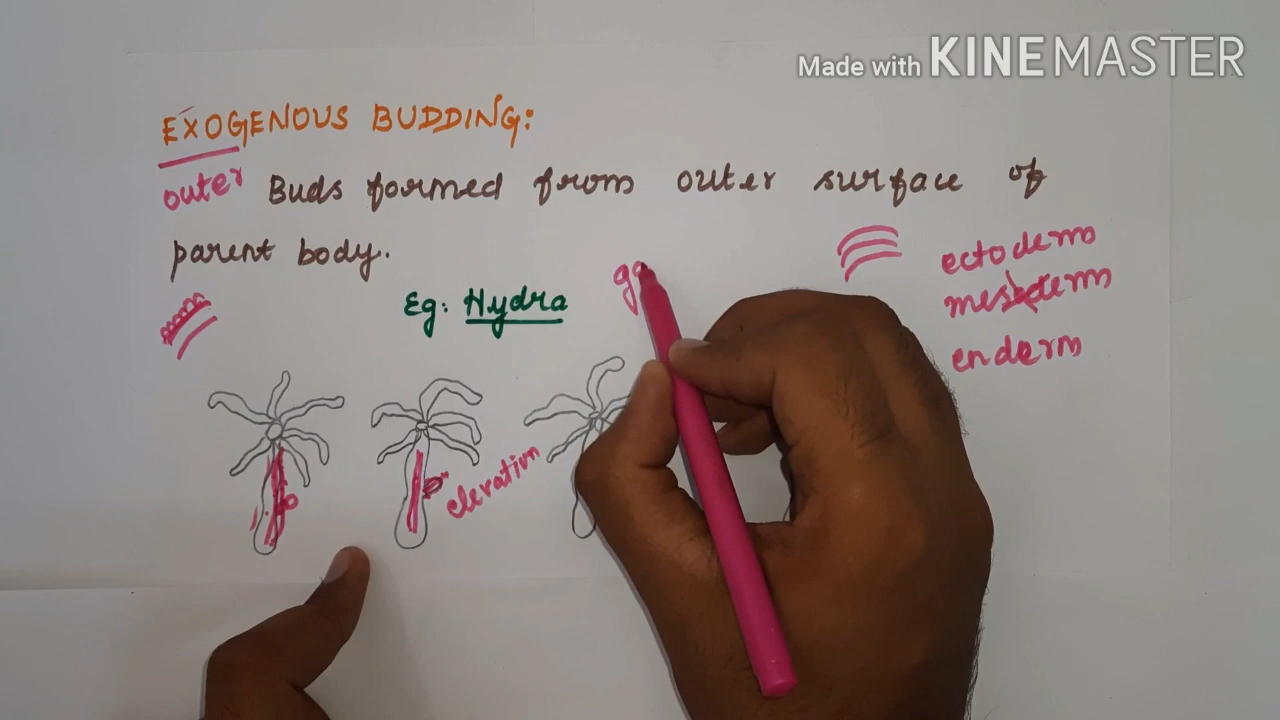 Made with KINEMASTER
EXOGENOUS BUDDING:
outer Buds formed from outer surface of
parent body.
ectoderm
Eg: Hydra
mesoderm
enderm
elevation